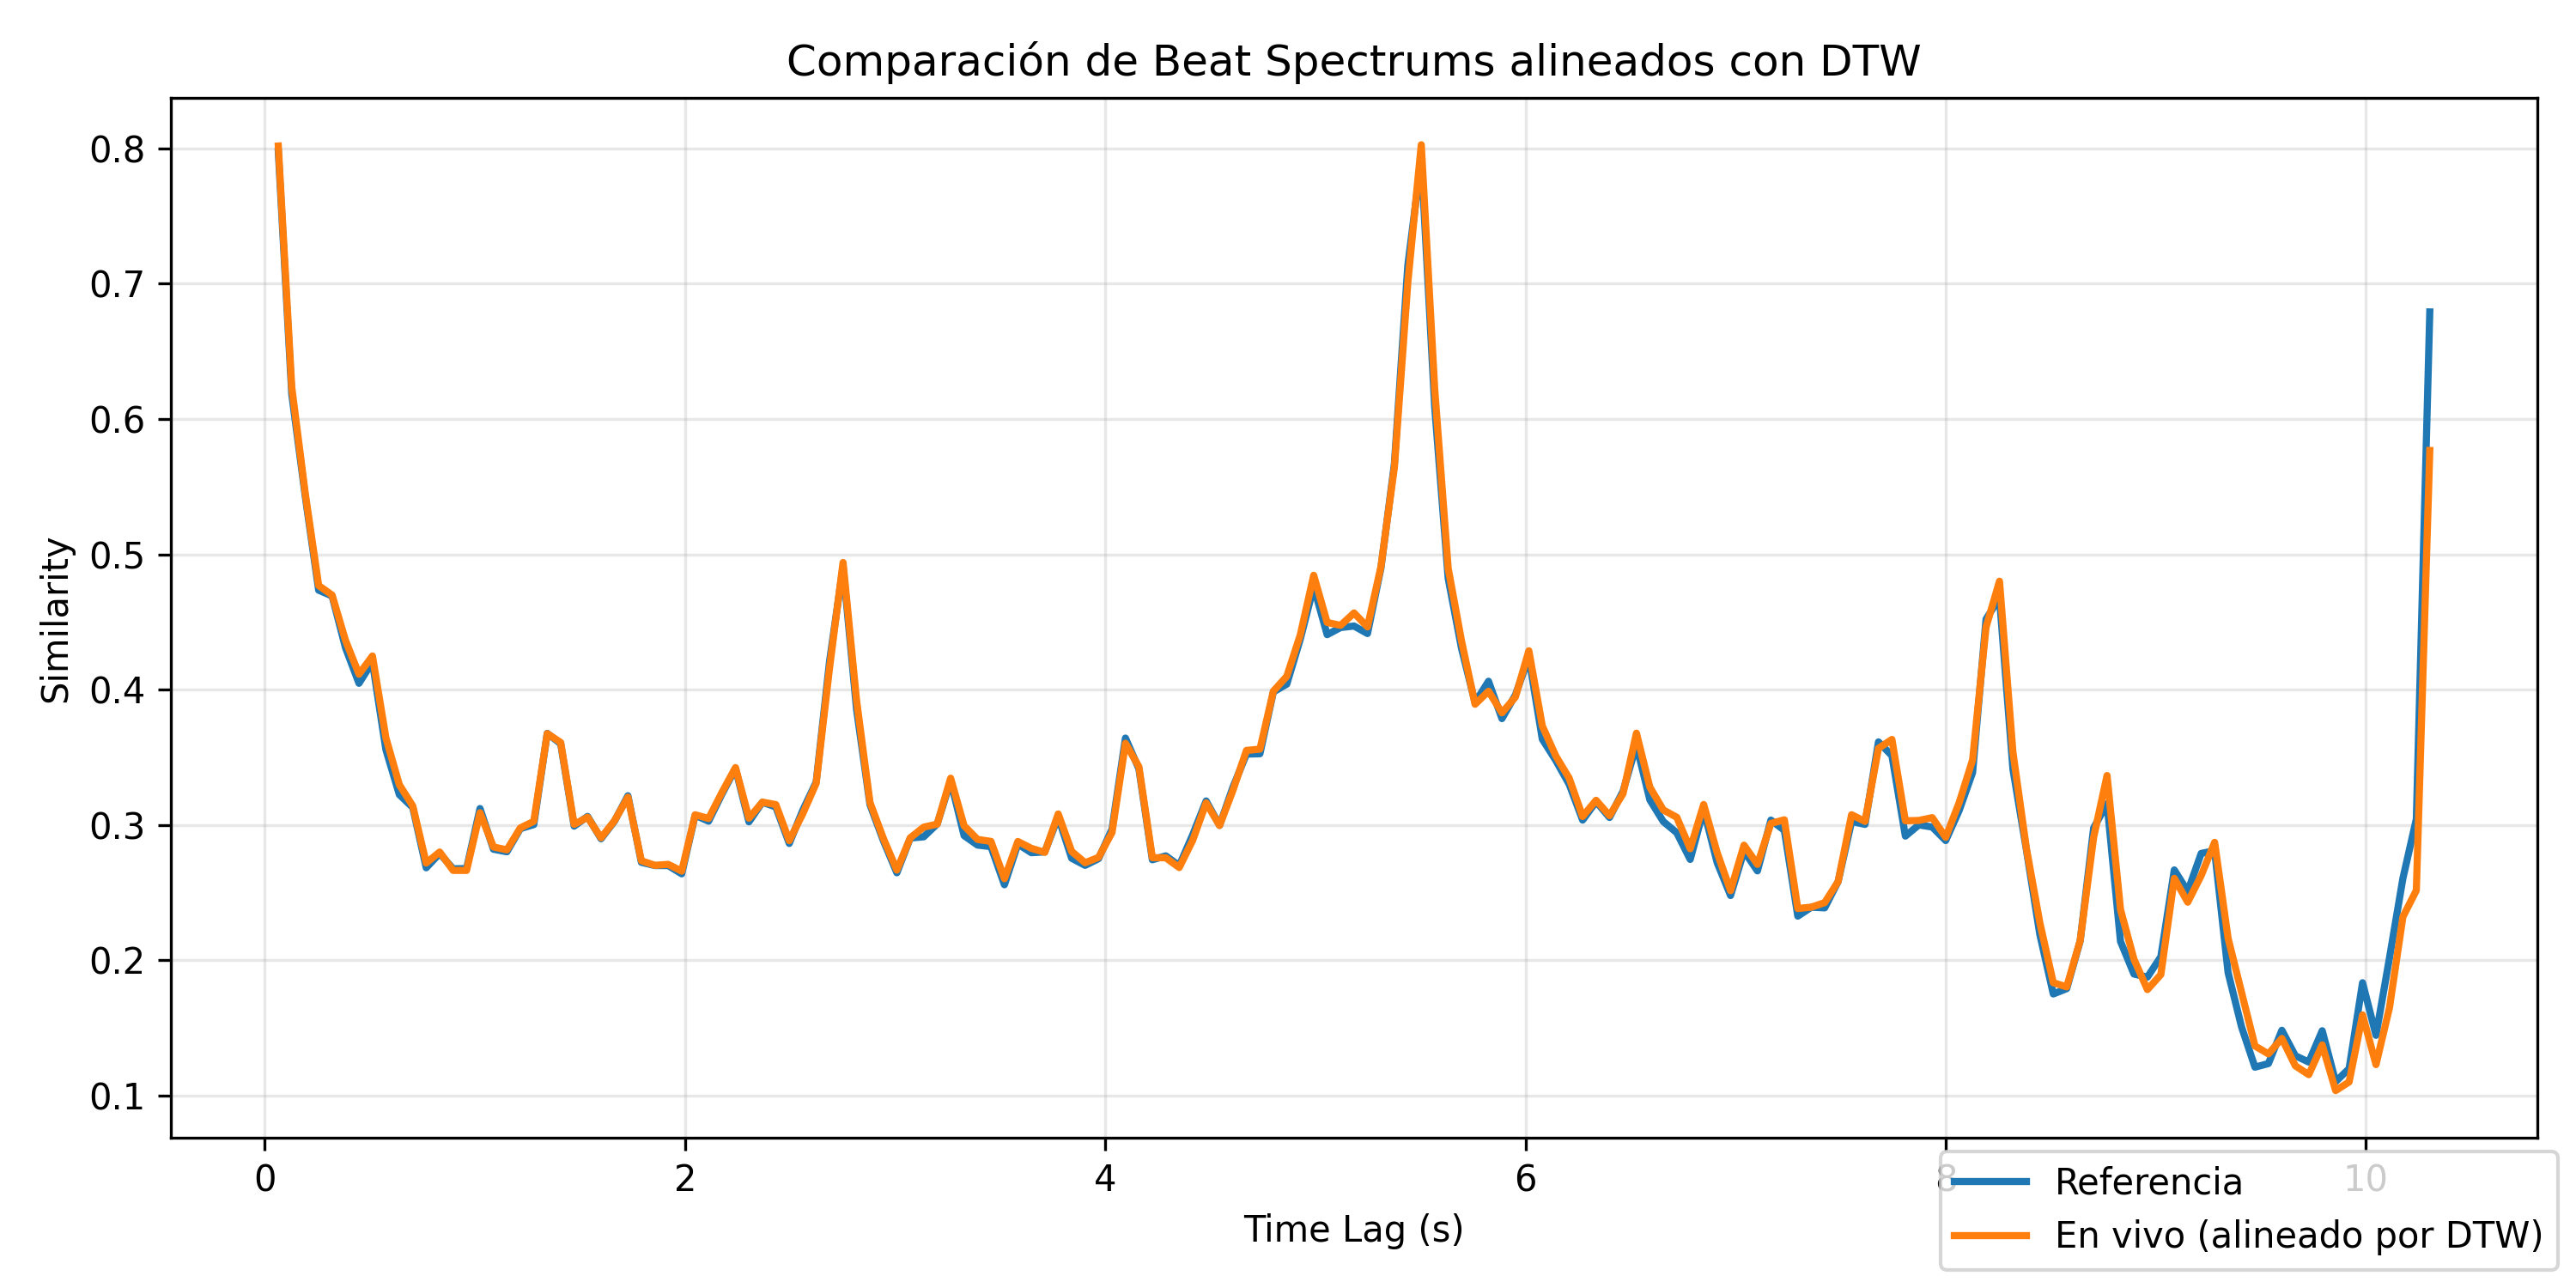 Comparación de Beat Spectrums alineados con DTW
0.8
0.7
0.6
0.5
0.4
0.3
0.2
0.1
Similarity
0 2 4 6 8 10
Time Lag (s)
Referencia
En vivo (alineado por DTW)